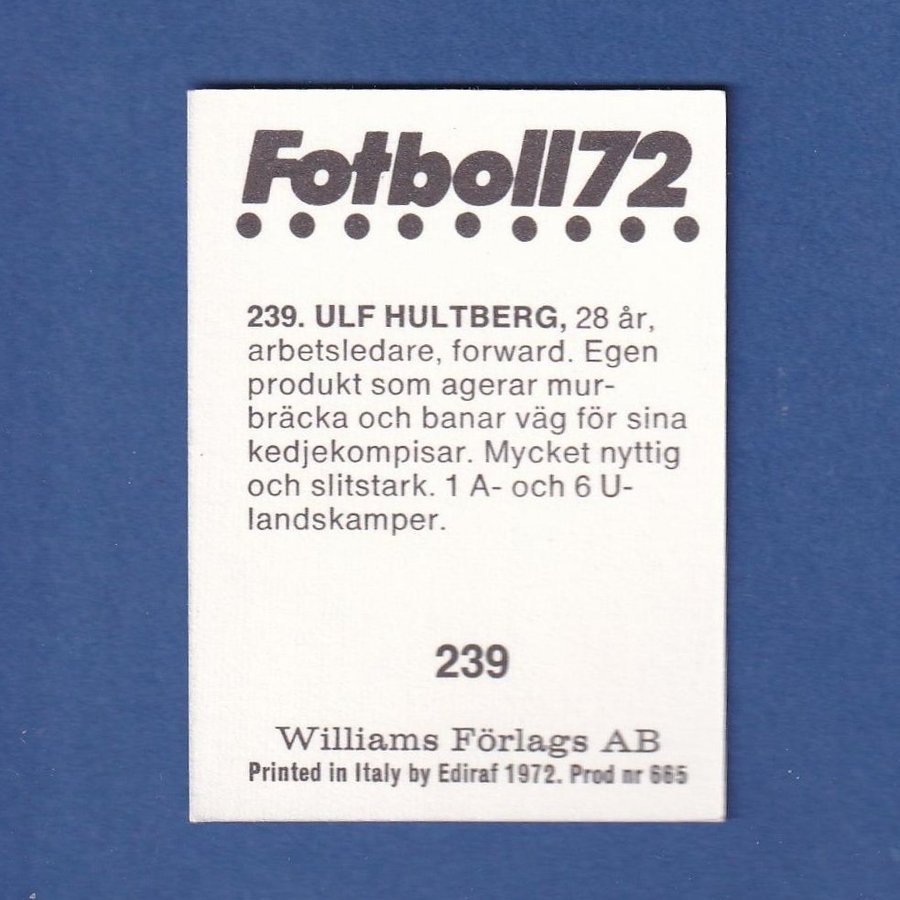 Fotboll72
239. ULF HULTBERG, 28 år,
arbetsledare, forward. Egen
produkt som agerar mur-
bräcka och banar väg för sina
kedjekompisar. Mycket nyttig
och slitstark. 1 A- och 6 U-
landskamper.
239
Williams Förlags AB
Printed in Italy by Ediraf 1972. Prod nr 665